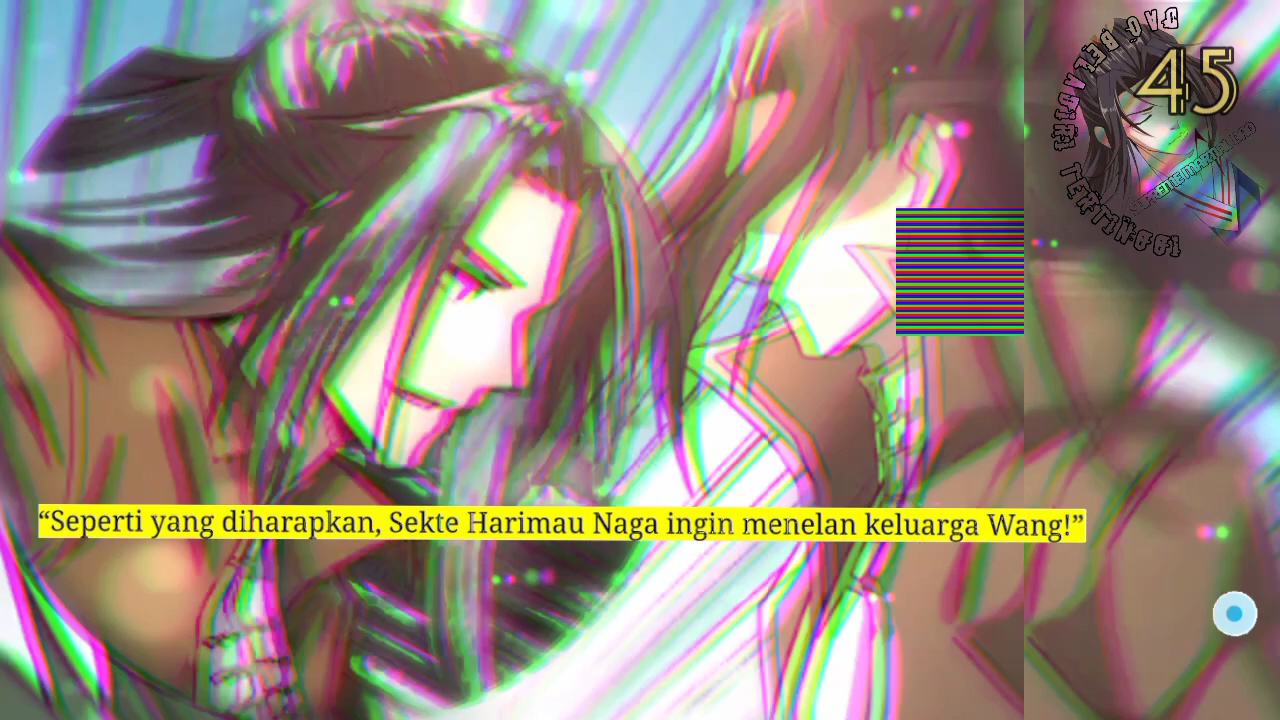 45
“Seperti yang diharapkan, Sekte Harimau Naga ingin menelan keluarga Wang!”